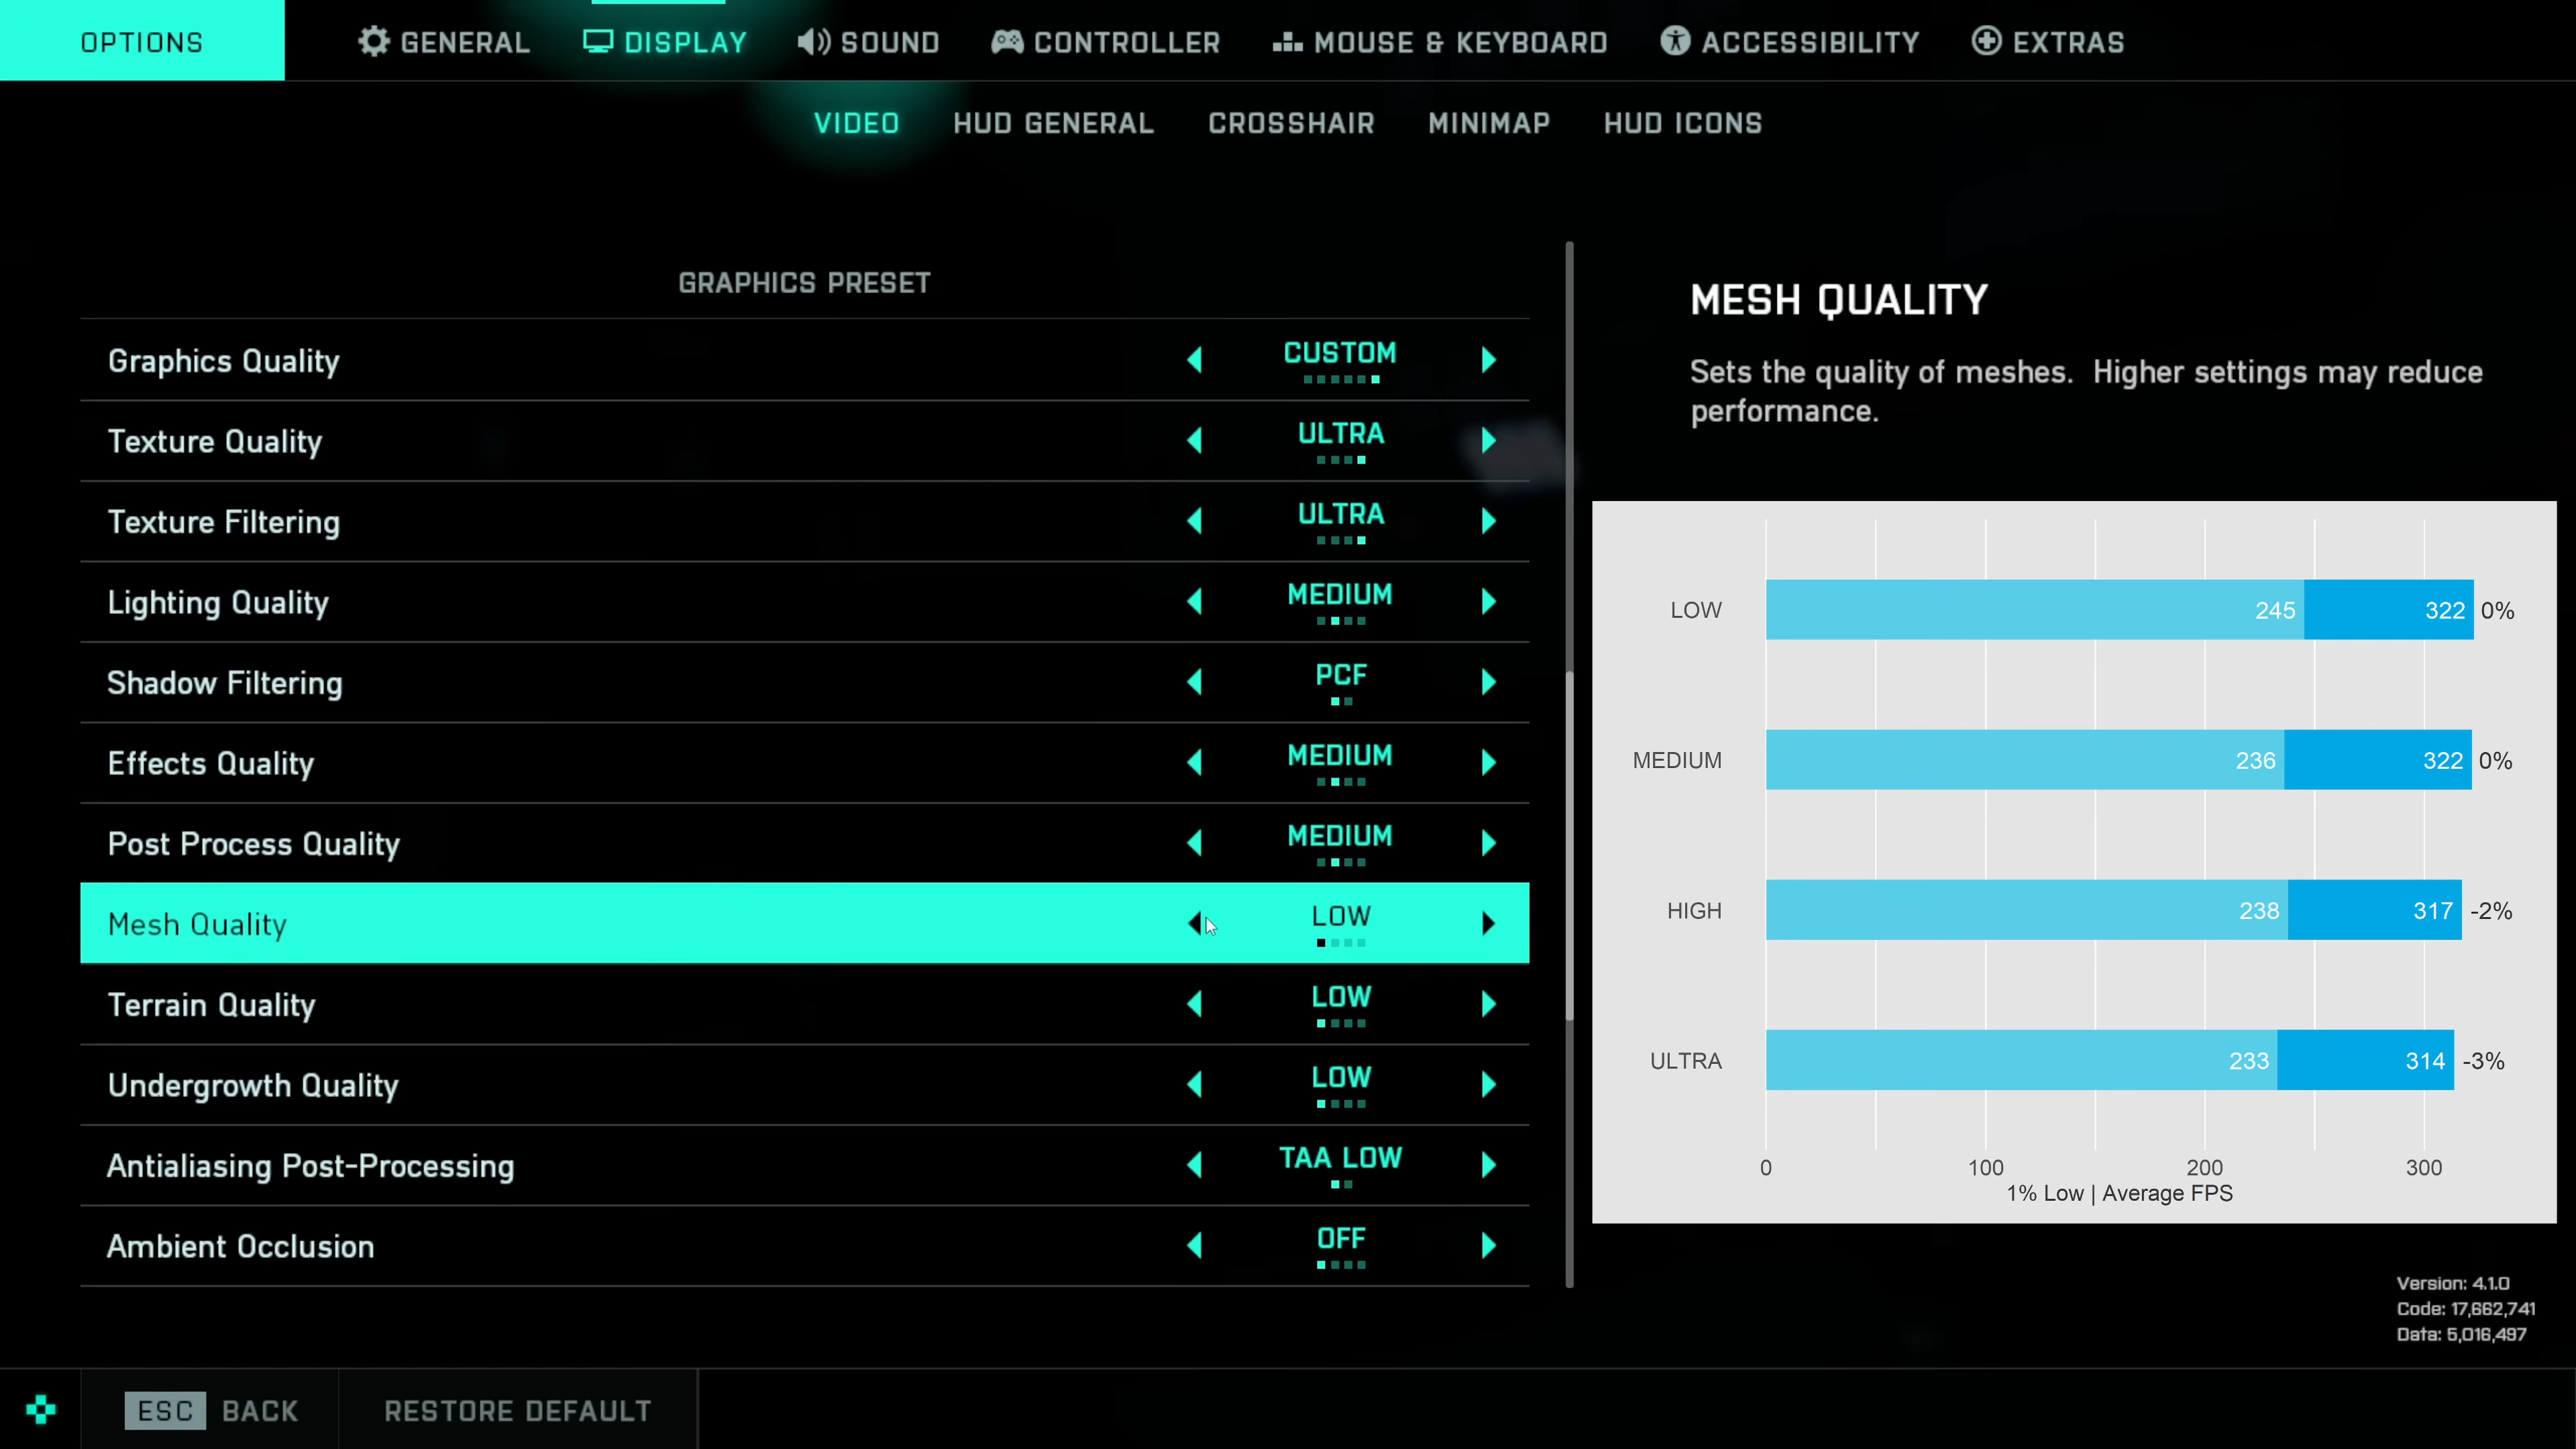 OPTIONS
GENERAL
DISPLAY
SOUND
CONTROLLER
MOUSE & KEYBOARD
ACCESSIBILITY
EXTRAS
VIDEO
HUD GENERAL
CROSSHAIR
MINIMAP
HUD ICONS
GRAPHICS PRESET
Graphics Quality
CUSTOM
Texture Quality
ULTRA
Texture Filtering
ULTRA
Lighting Quality
MEDIUM
Shadow Filtering
PCF
Effects Quality
MEDIUM
Post Process Quality
MEDIUM
Mesh Quality
LOW
Terrain Quality
LOW
Undergrowth Quality
LOW
Antialiasing Post-Processing
TAA LOW
Ambient Occlusion
OFF
MESH QUALITY
Sets the quality of meshes. Higher settings may reduce
performance.
LOW 245 322 0%
MEDIUM 236 322 0%
HIGH 238 317 -2%
ULTRA 233 314 -3%
0 100 200 300
1% Low | Average FPS
Version: 4.1.0
Code: 17,662,741
Data: 5,016,497
ESC BACK
RESTORE DEFAULT